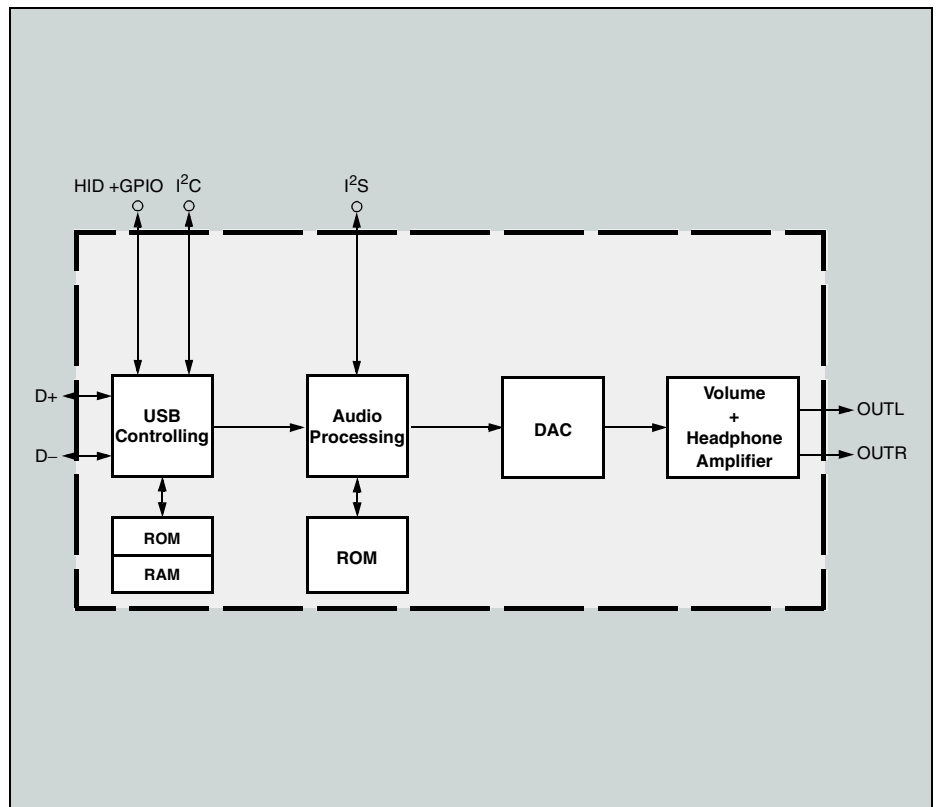 HID +GPIO
I²C
I²S
D+
D–
USB
Controlling
Audio
Processing
DAC
Volume
+
Headphone
Amplifier
OUTL
OUTR
ROM
RAM
ROM